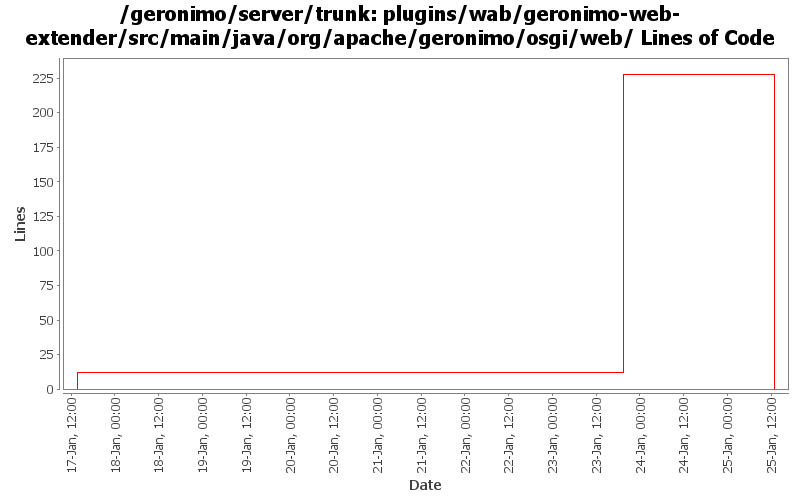 /geronimo/server/trunk: plugins/wab/geronimo-web-
extender/src/main/java/org/apache/geronimo/osgi/web/ Lines of Code
225
200
175
150
125
100
75
50
25
0
Lines
17-Jan, 12:00
18-Jan, 00:00
18-Jan, 12:00
19-Jan, 00:00
19-Jan, 12:00
20-Jan, 00:00
20-Jan, 12:00
21-Jan, 00:00
21-Jan, 12:00
22-Jan, 00:00
22-Jan, 12:00
23-Jan, 00:00
23-Jan, 12:00
24-Jan, 00:00
24-Jan, 12:00
25-Jan, 00:00
25-Jan, 12:00
Date